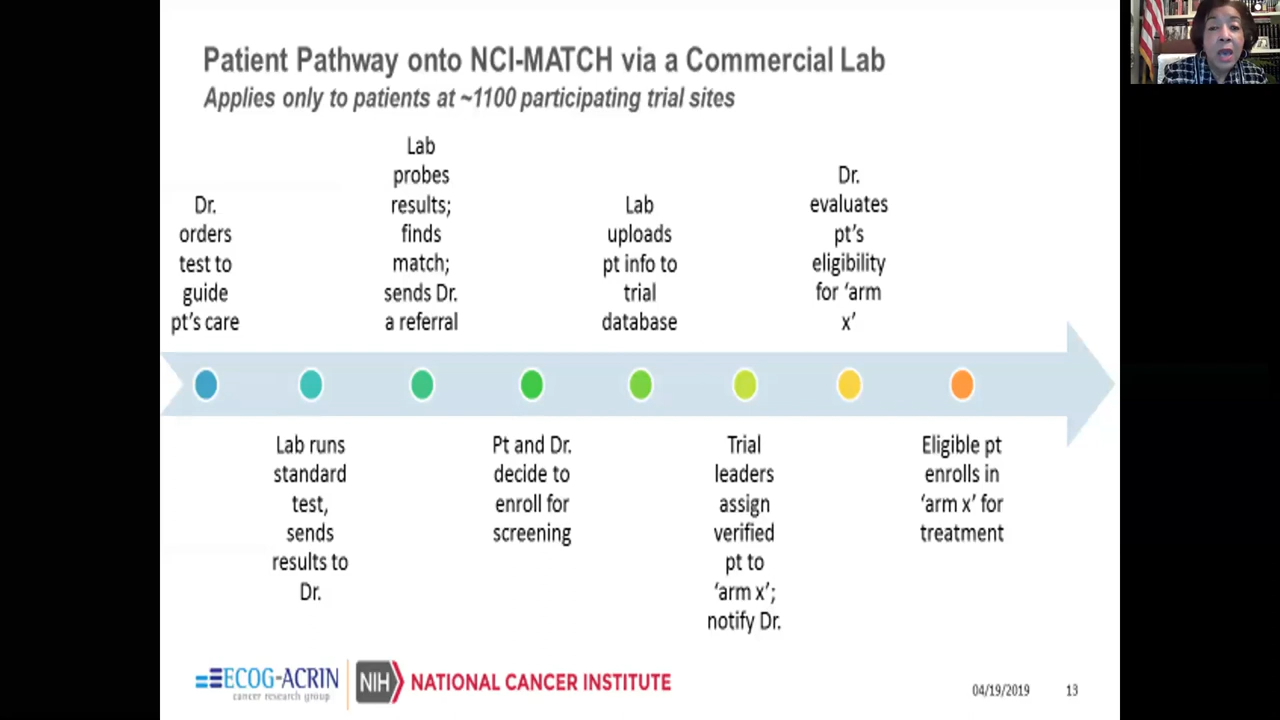 Patient Pathway onto NCI-MATCH via a Commercial Lab
Applies only to patients at ~1100 participating trial sites
Dr.
orders
test to
guide
pt's care
Lab runs
standard
test,
sends
results to
Dr.
Lab
probes
results;
finds
match;
sends Dr.
a referral
Pt and Dr.
decide to
enroll for
screening
Lab
uploads
pt info to
trial
database
Trial
leaders
assign
verified
pt to
‘arm x’;
notify Dr.
Dr.
evaluates
pt’s
eligibility
for ‘arm
x’
Eligible pt
enrolls in
‘arm x’ for
treatment
ECOG-ACRIN
cancer research group
NIH
NATIONAL CANCER INSTITUTE
04/19/2019
13